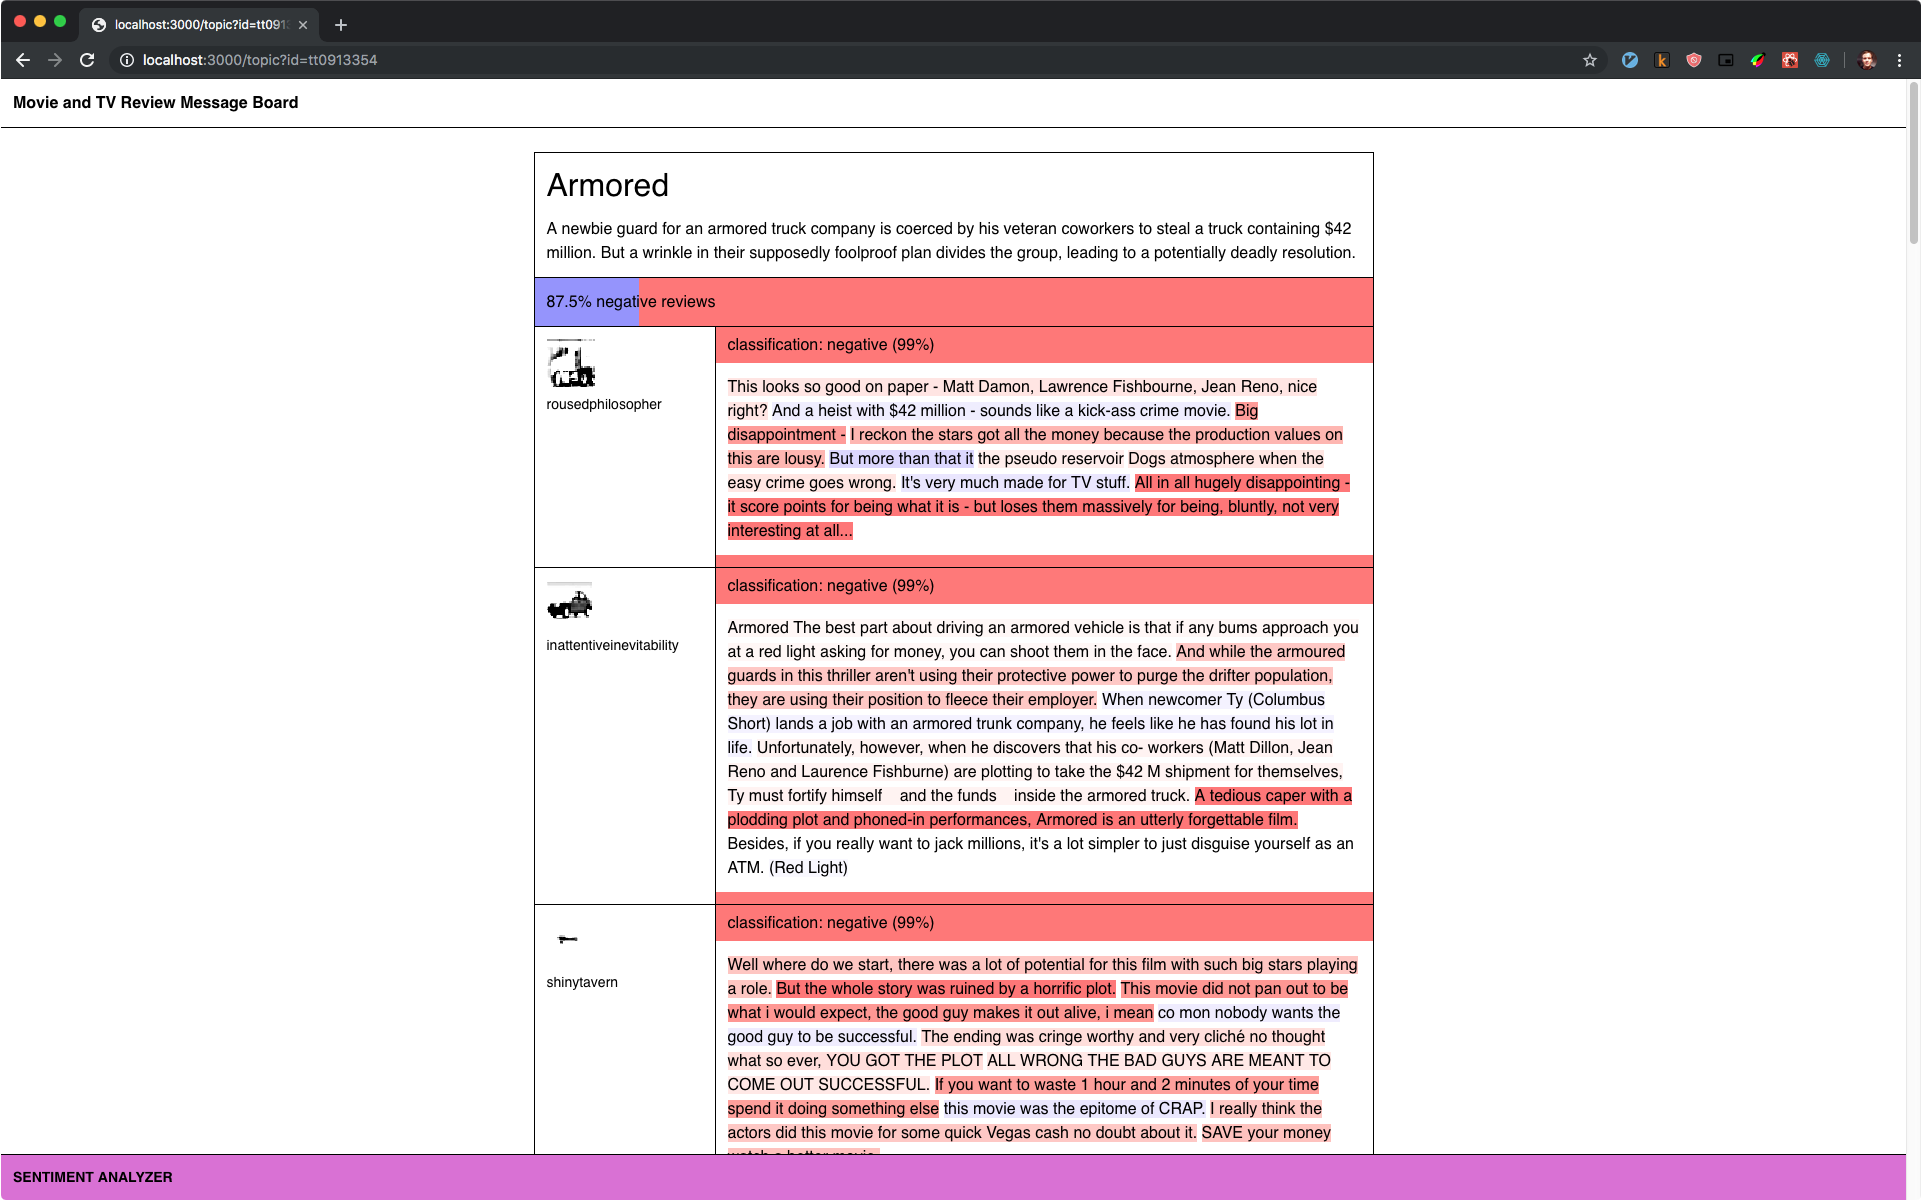 localhost:3000/topic?id=tt091
localhost:3000/topic?id=tt0913354
Movie and TV Review Message Board
Armored
A newbie guard for an armored truck company is coerced by his veteran coworkers to steal a truck containing $42
million. But a wrinkle in their supposedly foolproof plan divides the group, leading to a potentially deadly resolution.
87.5% negative reviews
classification: negative (99%)
rousedphilosopher
This looks so good on paper - Matt Damon, Lawrence Fishbourne, Jean Reno, nice
right? And a heist with $42 million - sounds like a kick-ass crime movie. Big
disappointment - I reckon the stars got all the money because the production values on
this are lousy. But more than that it the pseudo reservoir Dogs atmosphere when the
easy crime goes wrong. It's very much made for TV stuff. All in all hugely disappointing -
it score points for being what it is - but loses them massively for being, bluntly, not very
interesting at all...
classification: negative (99%)
inattentiveinevitability
Armored The best part about driving an armored vehicle is that if any bums approach you
at a red light asking for money, you can shoot them in the face. And while the armoured
guards in this thriller aren't using their protective power to purge the drifter population,
they are using their position to fleece their employer. When newcomer Ty (Columbus
Short) lands a job with an armored trunk company, he feels like he has found his lot in
life. Unfortunately, however, when he discovers that his co- workers (Matt Dillon, Jean
Reno and Laurence Fishburne) are plotting to take the $42 M shipment for themselves,
Ty must fortify himself and the funds inside the armored truck. A tedious caper with a
plodding plot and phoned-in performances, Armored is an utterly forgettable film.
Besides, if you really want to jack millions, it's a lot simpler to just disguise yourself as an
ATM. (Red Light)
classification: negative (99%)
shinytavern
Well where do we start, there was a lot of potential for this film with such big stars playing
a role. But the whole story was ruined by a horrific plot. This movie did not pan out to be
what i would expect, the good guy makes it out alive, i mean co mon nobody wants the
good guy to be successful. The ending was cringe worthy and very cliché no thought
what so ever, YOU GOT THE PLOT ALL WRONG THE BAD GUYS ARE MEANT TO
COME OUT SUCCESSFUL. If you want to waste 1 hour and 2 minutes of your time
spend it doing something else this movie was the epitome of CRAP. I really think the
actors did this movie for some quick Vegas cash no doubt about it. SAVE your money
watch a better movie.
SENTIMENT ANALYZER